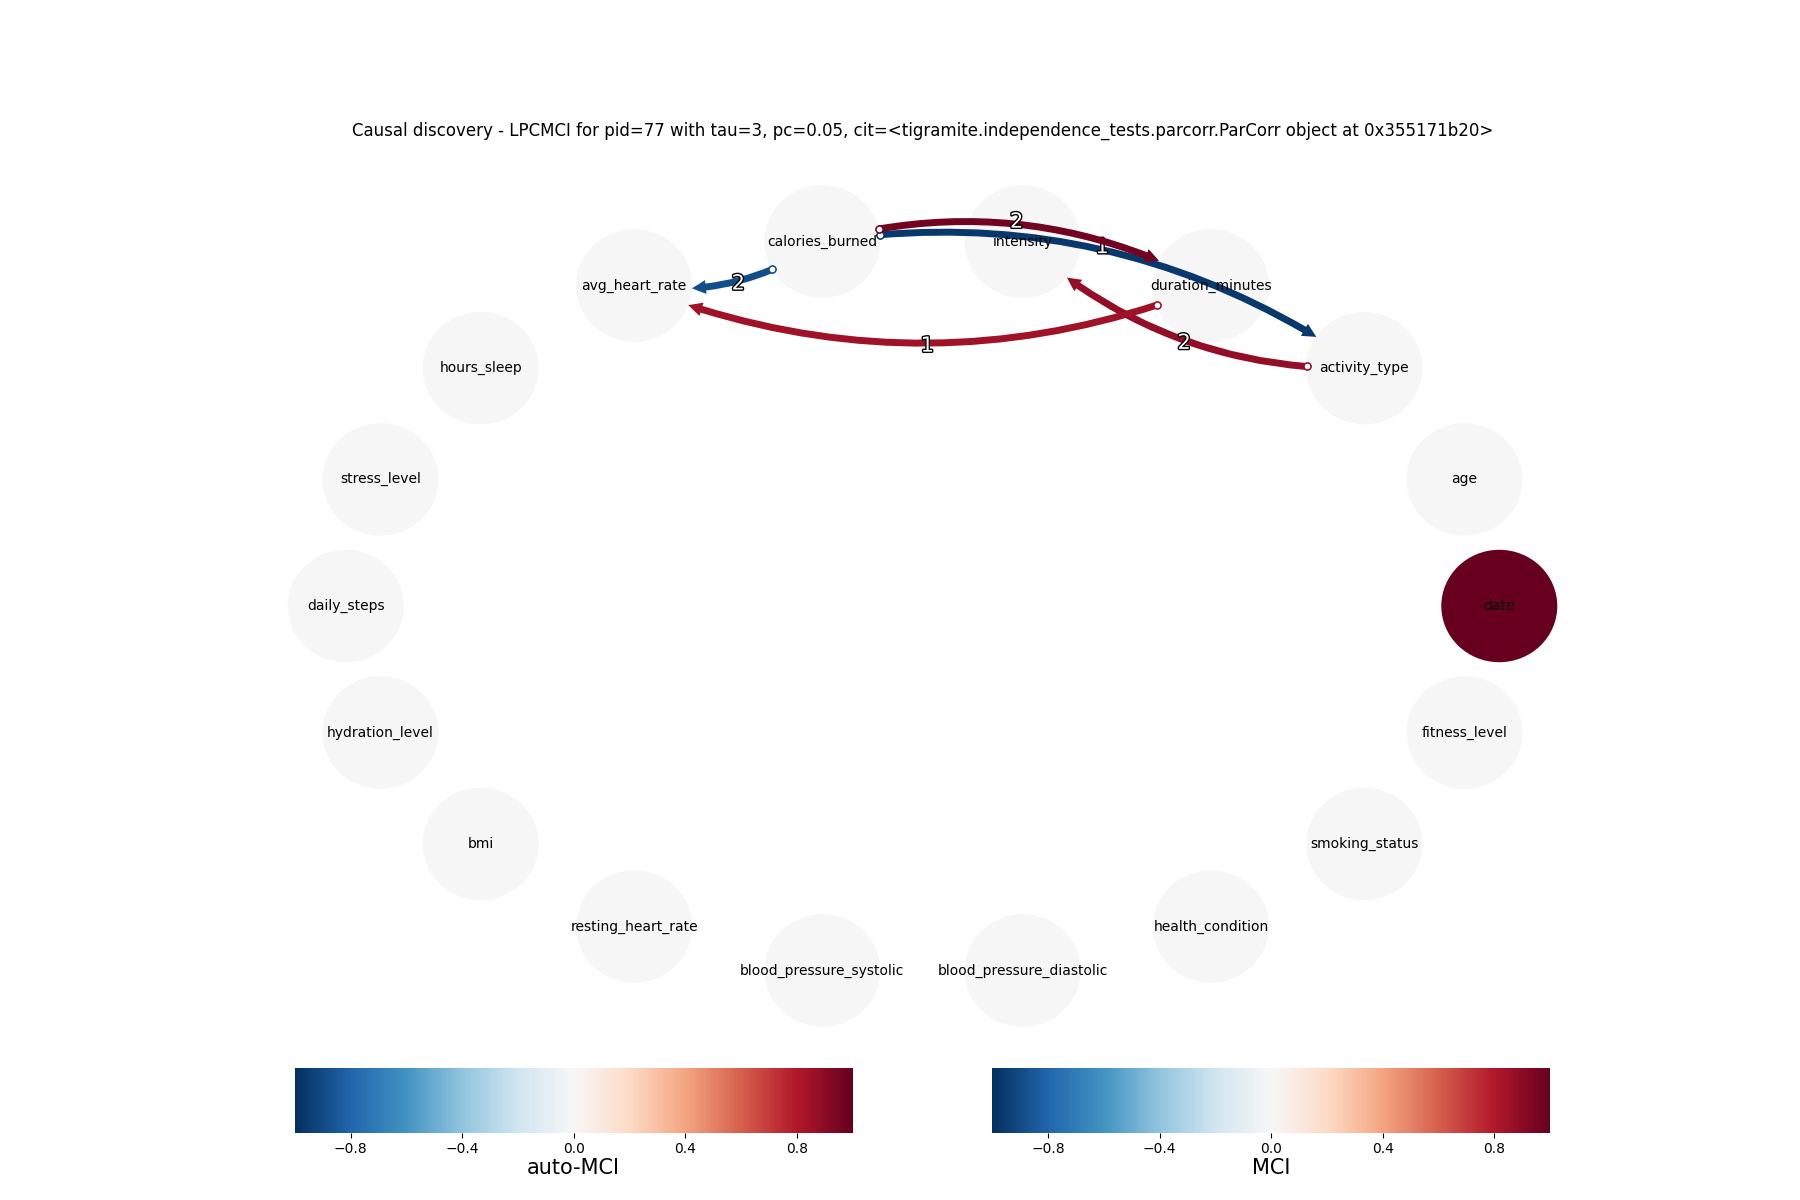 Causal discovery - LPCMCI for pid=77 with tau=3, pc=0.05, cit=<tigramite.independence_tests.parcorr.ParCorr object at 0x355171b20>
2
calories_burned
intensity
1
2
avg_heart_rate
duration_minutes
1
2
hours_sleep
activity_type
stress_level
age
daily_steps
date
hydration_level
fitness_level
bmi
smoking_status
resting_heart_rate
health_condition
blood_pressure_systolic
blood_pressure_diastolic
−0.8 −0.4 0.0 0.4 0.8
auto-MCI
−0.8 −0.4 0.0 0.4 0.8
MCI